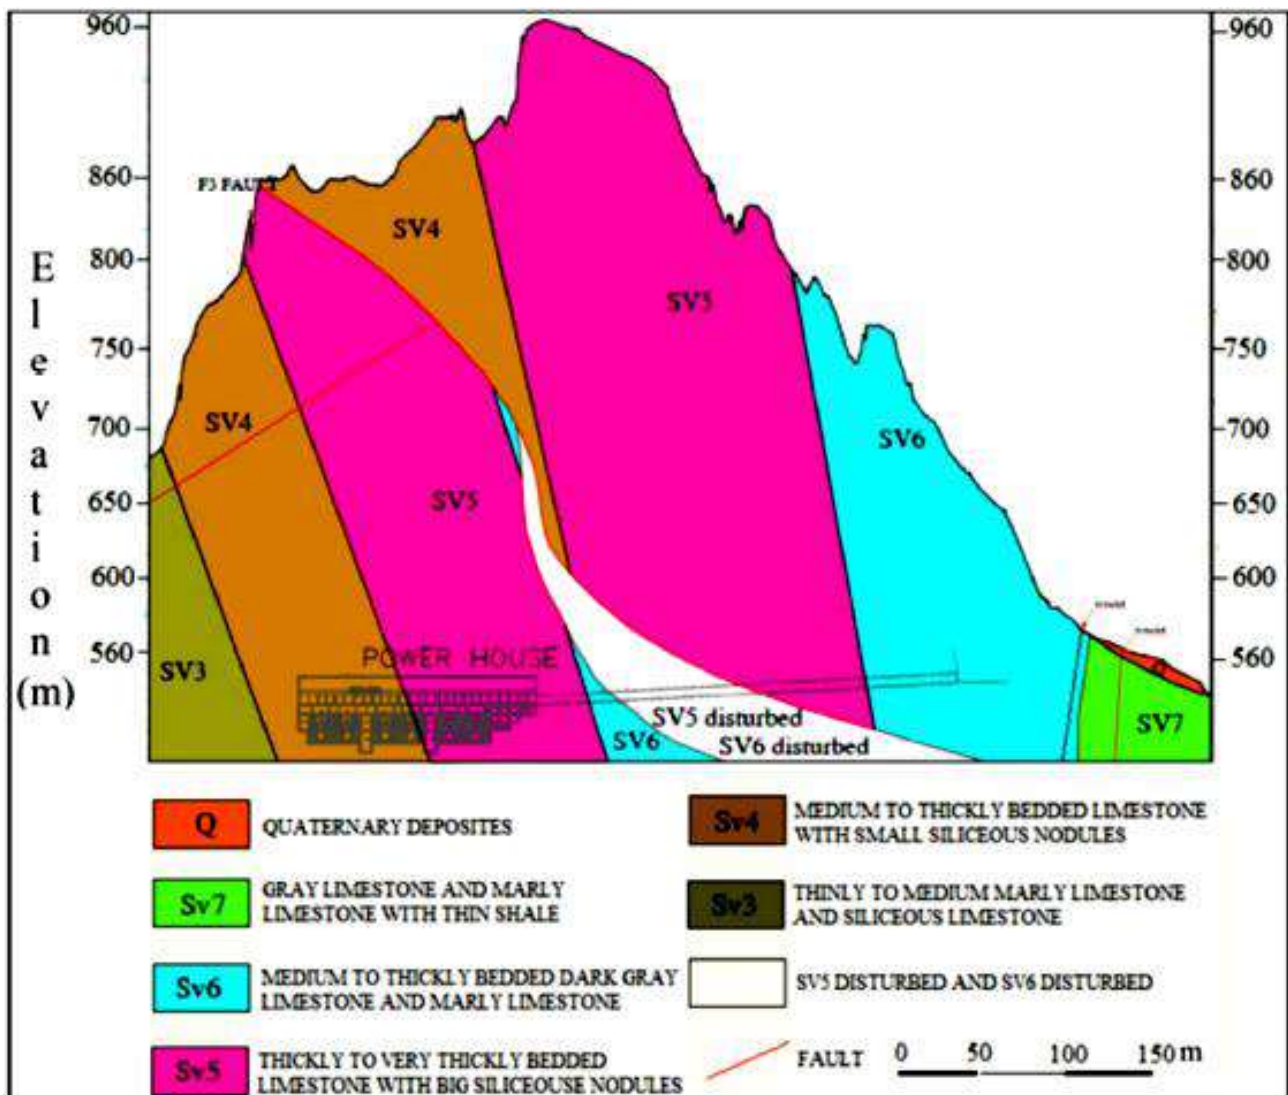 960
960
F3 FAULT
860
860
SV4
Elevation
(m)
800
800
SV5
750
750
SV4
SV6
700
700
SV5
650
650
600
600
560
560
POWER HOUSE
SV3
SV5 disturbed
SV7
SV6
SV6 disturbed
Q
QUATERNARY DEPOSITES
Sv4
MEDIUM TO THICKLY BEDDED LIMESTONE
WITH SMALL SILICEOUS NODULES
Sv7
GRAY LIMESTONE AND MARLY
LIMESTONE WITH THIN SHALE
Sv3
THINLY TO MEDIUM MARLY LIMESTONE
AND SILICEOUS LIMESTONE
Sv6
MEDIUM TO THICKLY BEDDED DARK GRAY
LIMESTONE AND MARLY LIMESTONE
SV5 DISTURBED AND SV6 DISTURBED
Sv5
THICKLY TO VERY THICKLY BEDDED
LIMESTONE WITH BIG SILICEOUSE NODULES
FAULT
0 50 100 150 m